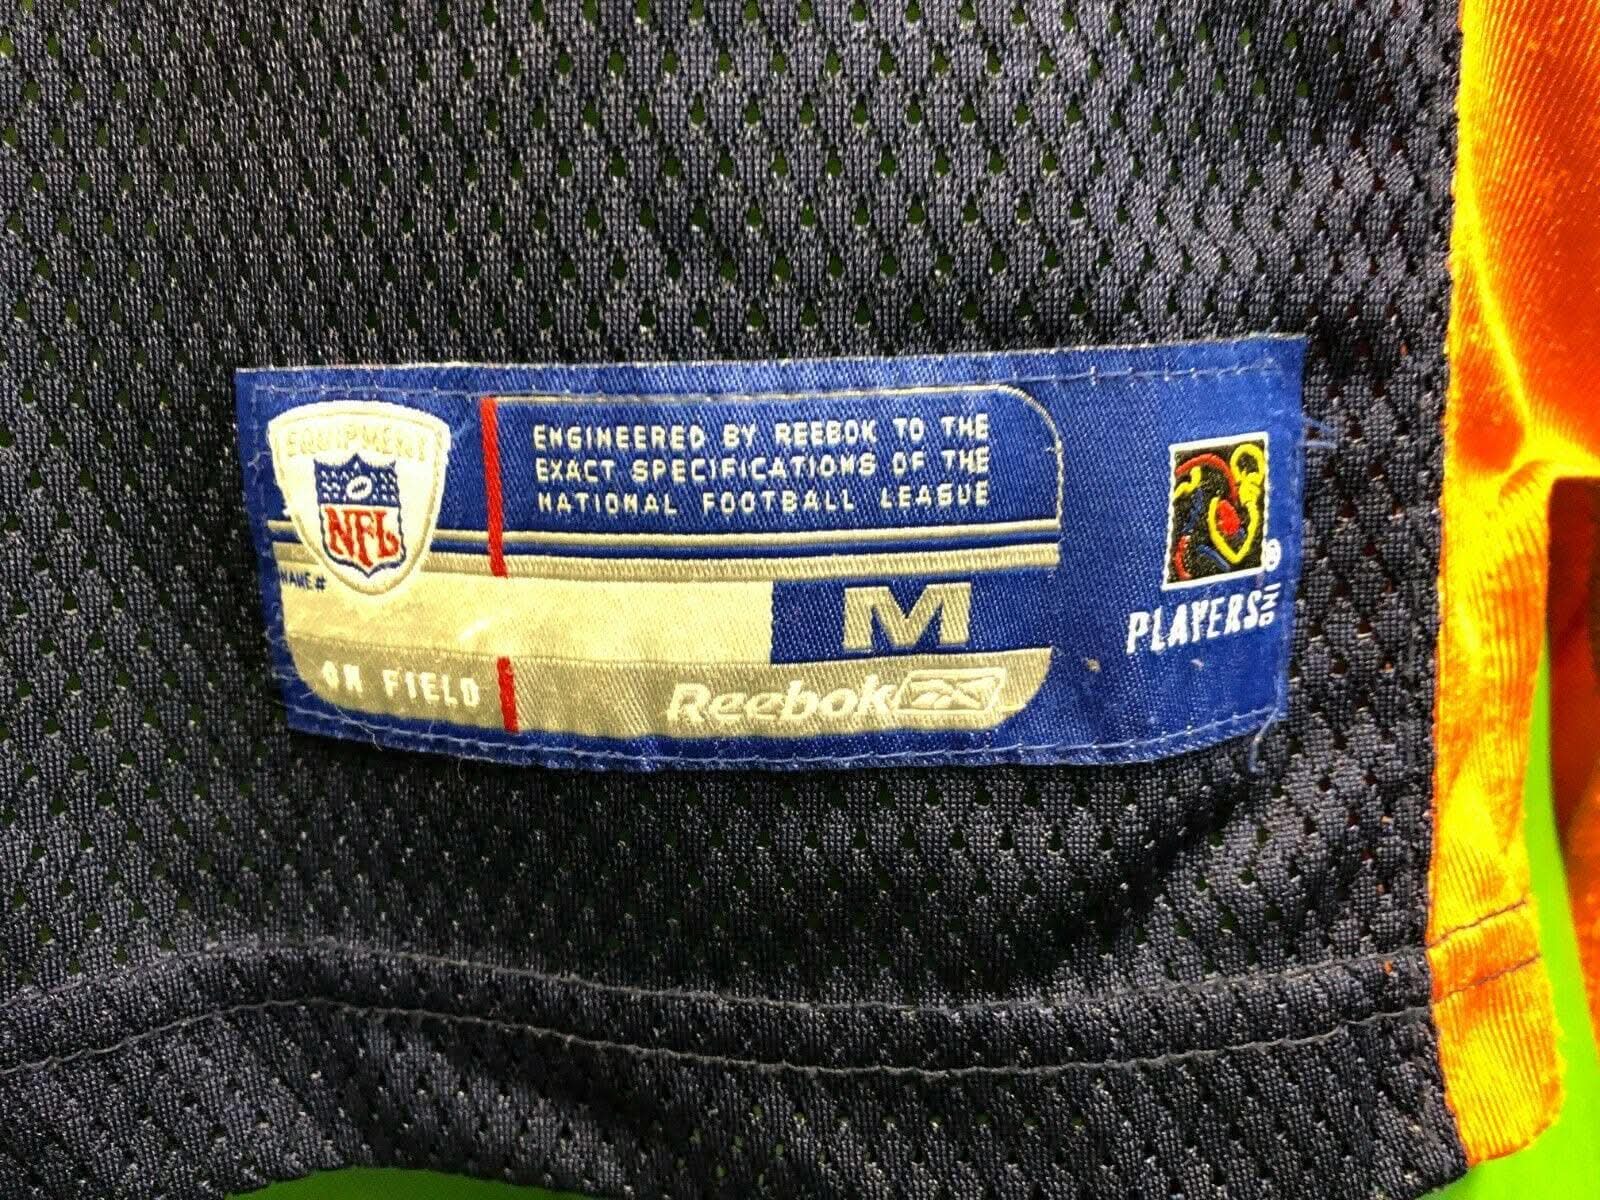 EQUIPMENT
NFL
ENGINEERED BY REEBOK TO THE
EXACT SPECIFICATIONS OF THE
NATIONAL FOOTBALL LEAGUE
NAME #
M
ON FIELD
Reebok
®
PLAYERS INC